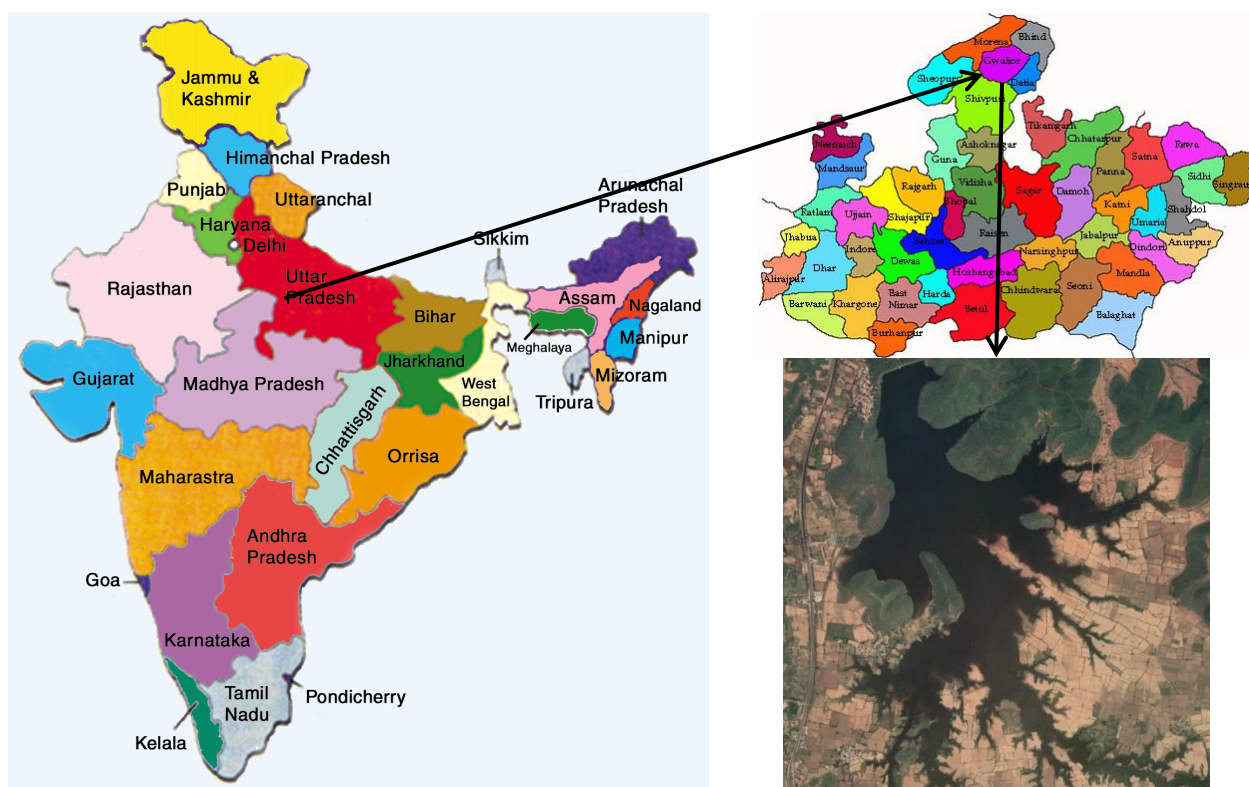 Jammu &
Kashmir
Himanchal Pradesh
Punjab
Uttaranchal
Haryana
Delhi
Arunachal
Pradesh
Sikkim
Rajasthan
Uttar
Pradesh
Assam
Nagaland
Bihar
Meghalaya
Manipur
Jharkhand
Gujarat
Madhya Pradesh
West
Bengal
Tripura
Mizoram
Chhattisgarh
Maharastra
Orrisa
Andhra
Pradesh
Goa
Karnataka
Tamil
Nadu
Pondicherry
Kelala
Morena
Bhind
Gwalior
Sheopur
Datia
Shivpuri
Tikamgarh
Chhatarpur
Neemuch
Ashoknagar
Satna
Rewa
Mandsaur
Guna
Panna
Sidhi
Singrauli
Rajgarh
Vidisha
Sagar
Damoh
Katni
Ratlam
Ujjain
Shajapur
Bhopal
Umaria
Shahdol
Jhabua
Indore
Sehore
Raisen
Jabalpur
Anuppur
Dewas
Narsinghpur
Dindori
Alirajpur
Dhar
Hoshangabad
Chhindwara
Seoni
Mandla
Barwani
Khargone
East
Nimar
Harda
Betul
Balaghat
Burhanpur